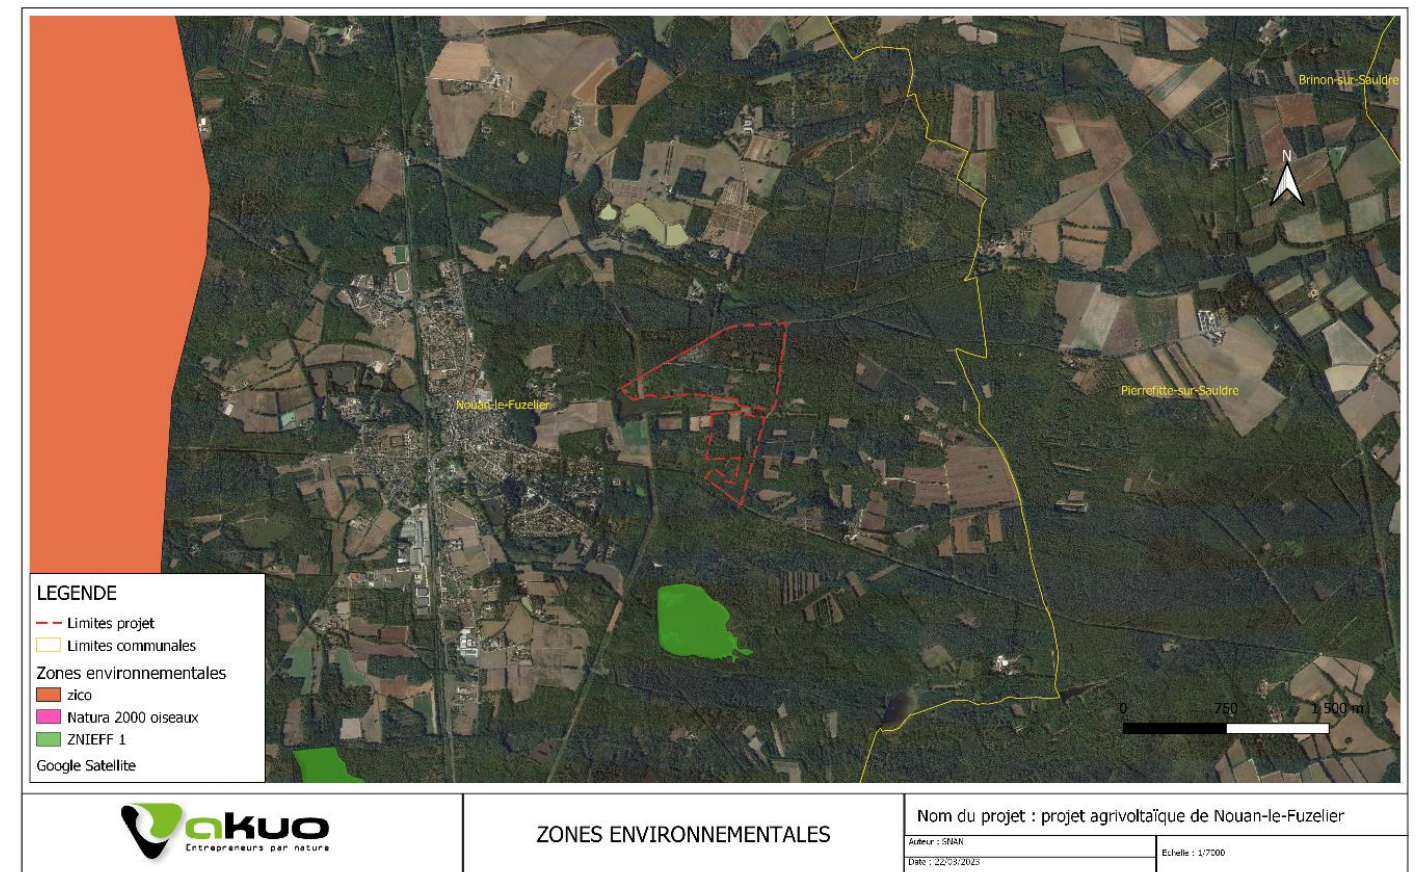 Brinon-sur-Sauldre
N
Nouan-le-Fuzelier
Pierrefitte-sur-Sauldre
0 750 1 500 m
LEGENDE
Limites projet
Limites communales
Zones environnementales
zico
Natura 2000 oiseaux
ZNIEFF 1
Google Satellite
akuo
Entrepreneurs par nature
ZONES ENVIRONNEMENTALES
Nom du projet : projet agrivoltaïque de Nouan-le-Fuzelier
Auteur : SNAN
Date : 22/03/2023
Echelle : 1/7000